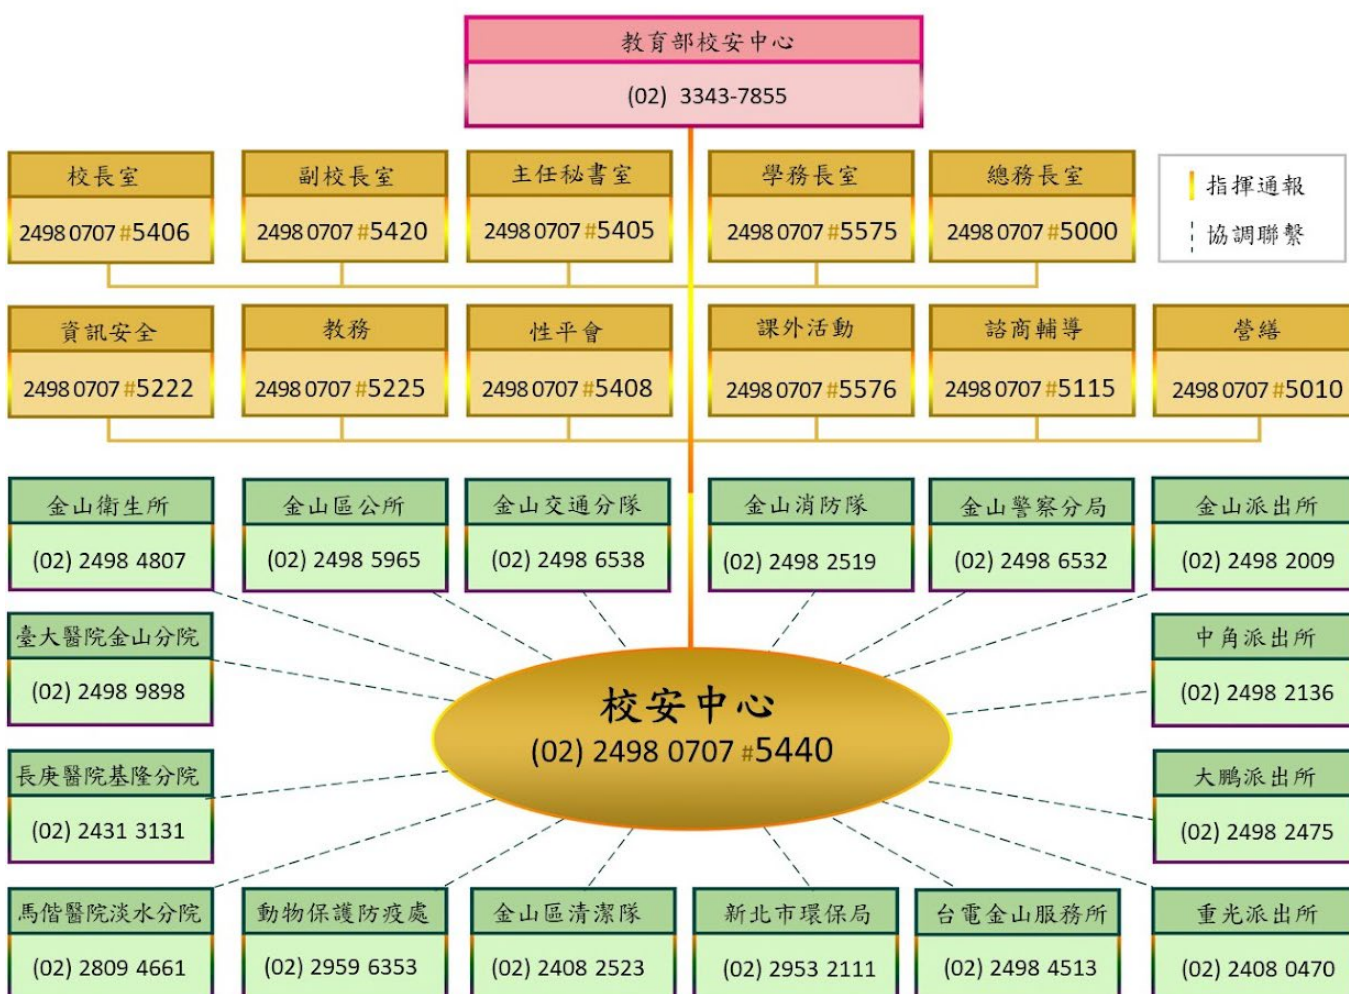 教育部校安中心
(02) 3343-7855
校長室
2498 0707 #5406
副校長室
2498 0707 #5420
主任秘書室
2498 0707 #5405
學務長室
2498 0707 #5575
總務長室
2498 0707 #5000
指揮通報
協調聯繫
資訊安全
2498 0707 #5222
教務
2498 0707 #5225
性平會
2498 0707 #5408
課外活動
2498 0707 #5576
諮商輔導
2498 0707 #5115
營繕
2498 0707 #5010
金山衛生所
(02) 2498 4807
金山區公所
(02) 2498 5965
金山交通分隊
(02) 2498 6538
金山消防隊
(02) 2498 2519
金山警察分局
(02) 2498 6532
金山派出所
(02) 2498 2009
臺大醫院金山分院
(02) 2498 9898
中角派出所
(02) 2498 2136
校安中心
(02) 2498 0707 #5440
長庚醫院基隆分院
(02) 2431 3131
大鵬派出所
(02) 2498 2475
馬偕醫院淡水分院
(02) 2809 4661
動物保護防疫處
(02) 2959 6353
金山區清潔隊
(02) 2408 2523
新北市環保局
(02) 2953 2111
台電金山服務所
(02) 2498 4513
重光派出所
(02) 2408 0470